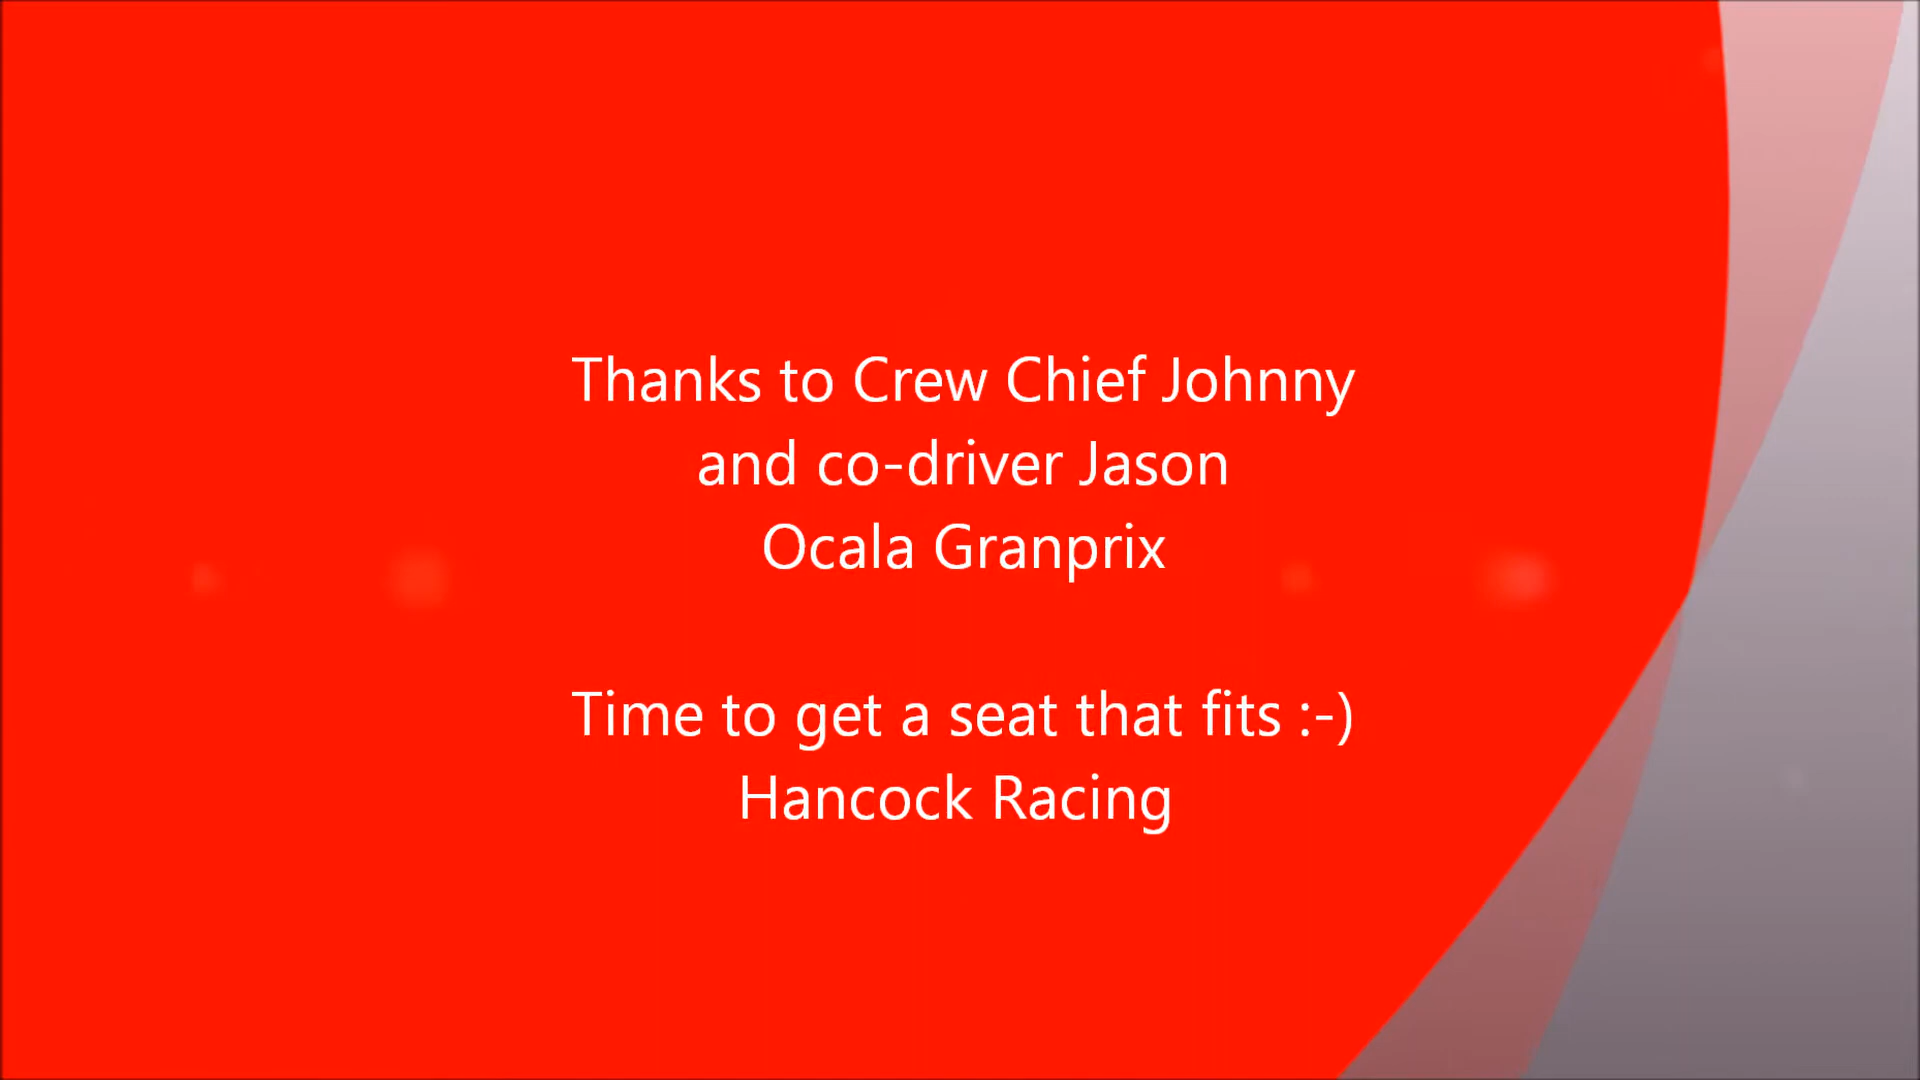 Thanks to Crew Chief Johnny
and co-driver Jason
Ocala Granprix
Time to get a seat that fits :-)
Hancock Racing